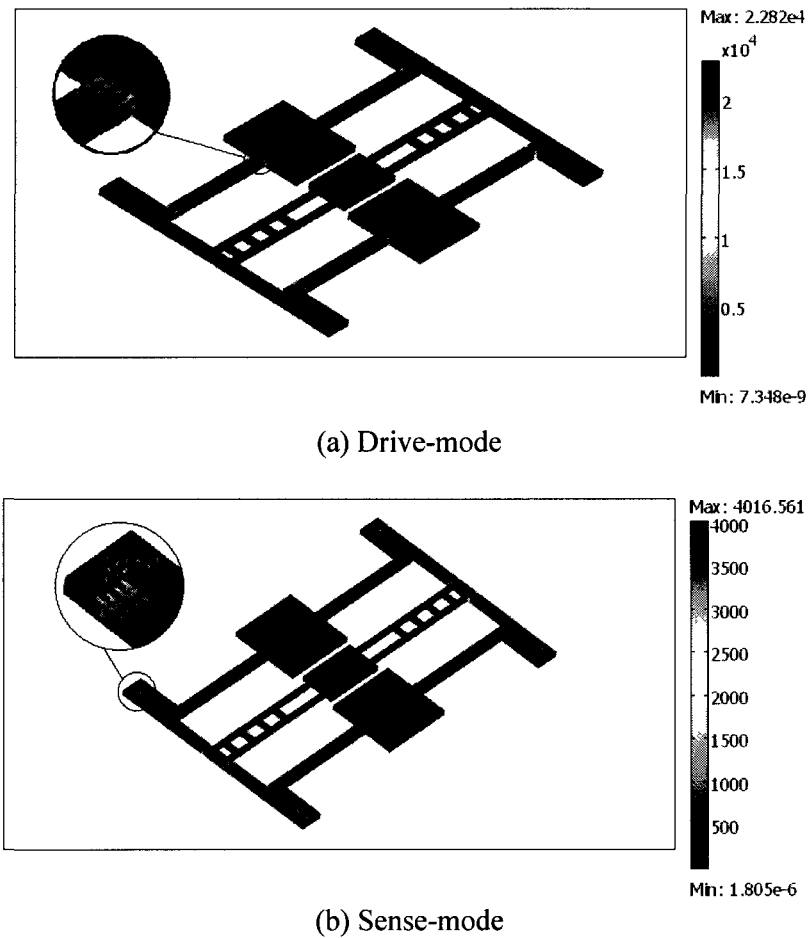 Max: 2.282e4
x10^4
2
1.5
1
0.5
Min: 7.348e-9
(a) Drive-mode
Max: 4016.561
4000
3500
3000
2500
2000
1500
1000
500
Min: 1.805e-6
(b) Sense-mode